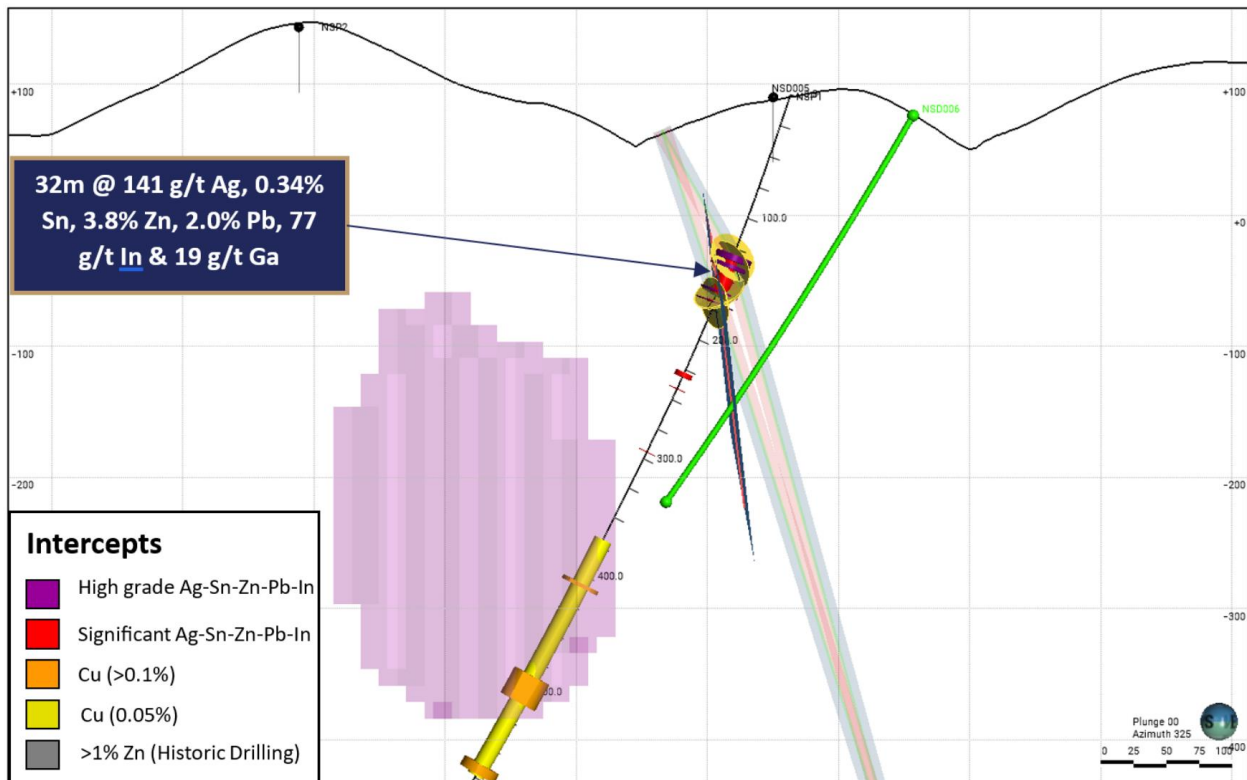 NSP2
NSD005
NSP1
NSD006
+100
+100
32m @ 141 g/t Ag, 0.34%
Sn, 3.8% Zn, 2.0% Pb, 77
g/t In & 19 g/t Ga
100.0
+0
-100
200.0
-100
300.0
-200
-200
Intercepts
High grade Ag-Sn-Zn-Pb-In
Significant Ag-Sn-Zn-Pb-In
Cu (>0.1%)
Cu (0.05%)
>1% Zn (Historic Drilling)
400.0
-300
Plunge 00
Azimuth 325
-400
0 25 50 75 100